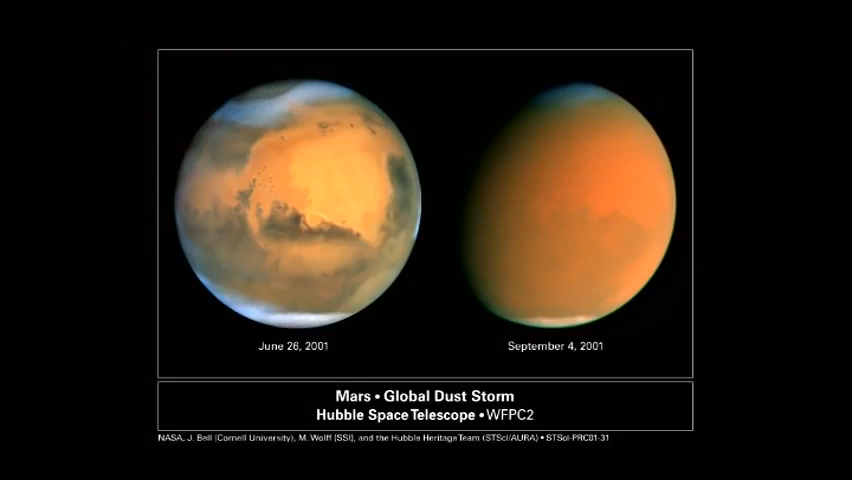 June 26, 2001
September 4, 2001
Mars • Global Dust Storm
Hubble Space Telescope • WFPC2
NASA, J. Bell (Cornell University), M. Wolff (SSI), and the Hubble Heritage Team (STScI/AURA) • STScI-PRC01-31